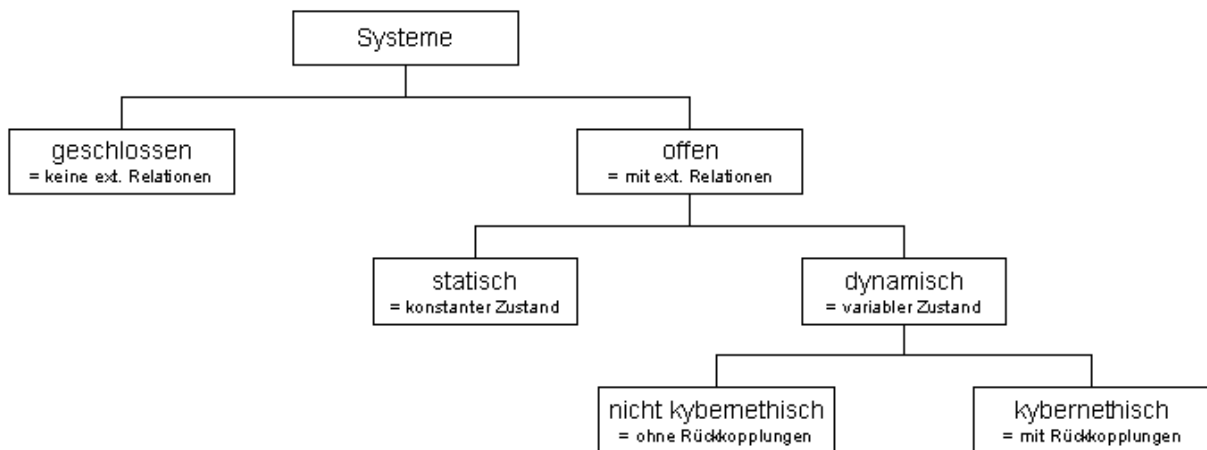 Systeme
geschlossen
= keine ext. Relationen
offen
= mit ext. Relationen
statisch
= konstanter Zustand
dynamisch
= variabler Zustand
nicht kybernethisch
= ohne Rückkopplungen
kybernethisch
= mit Rückkopplungen